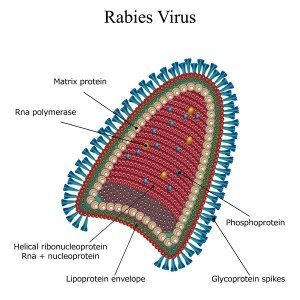 Rabies Virus
Matrix protein
Rna polymerase
Phosphoprotein
Helical ribonucleoprotein
Rna + nucleoprotein
Lipoprotein envelope
Glycoprotein spikes